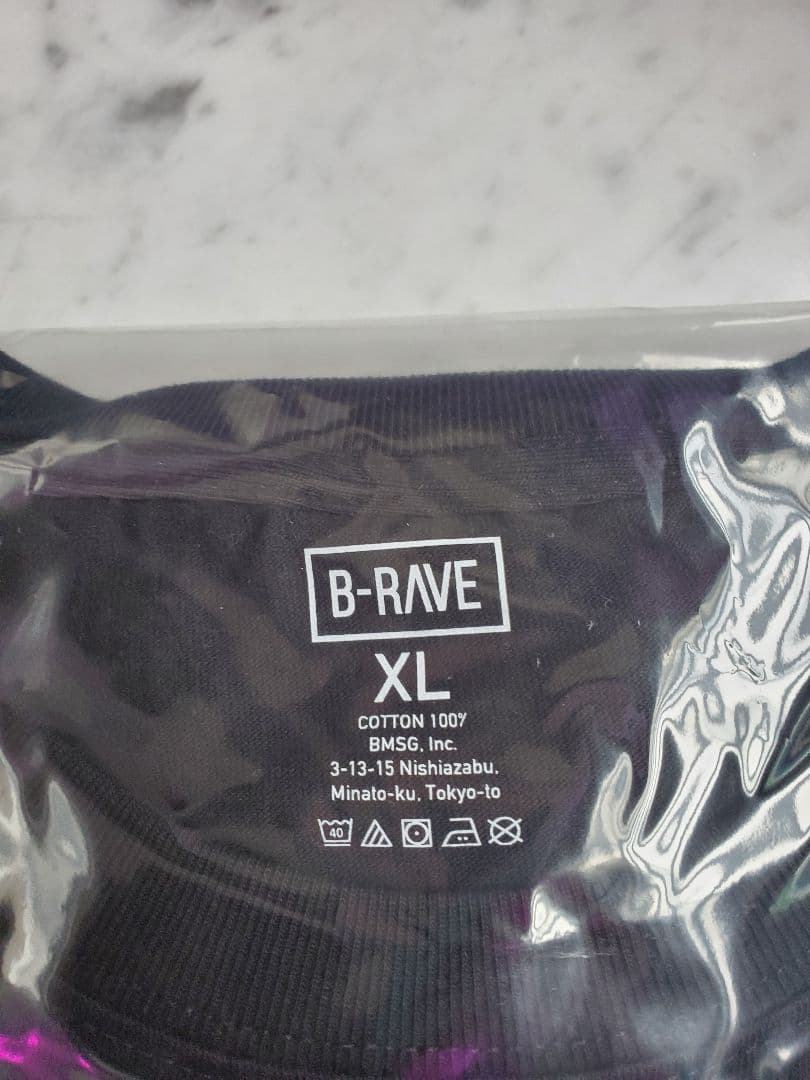 B-RAVE
XL
COTTON 100%
BMSG, Inc.
3-13-15 Nishiazabu,
Minato-ku, Tokyo-to
40